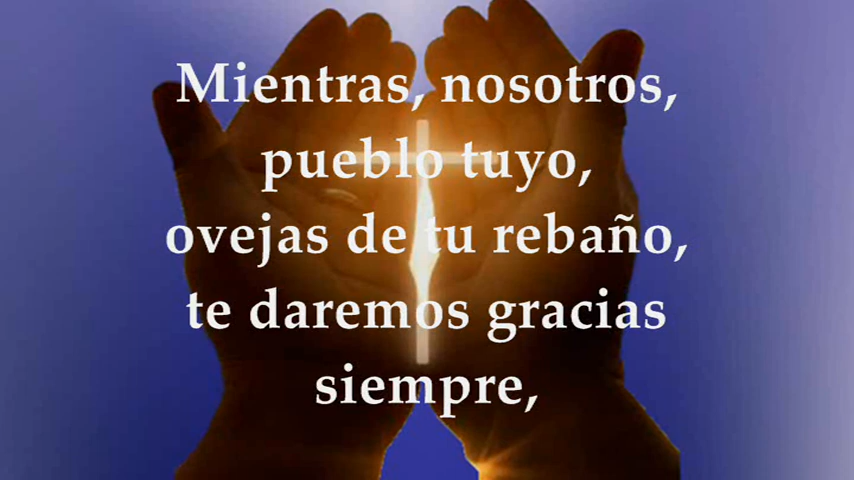 Mientras, nosotros,
pueblo tuyo,
ovejas de tu rebaño,
te daremos gracias
siempre,